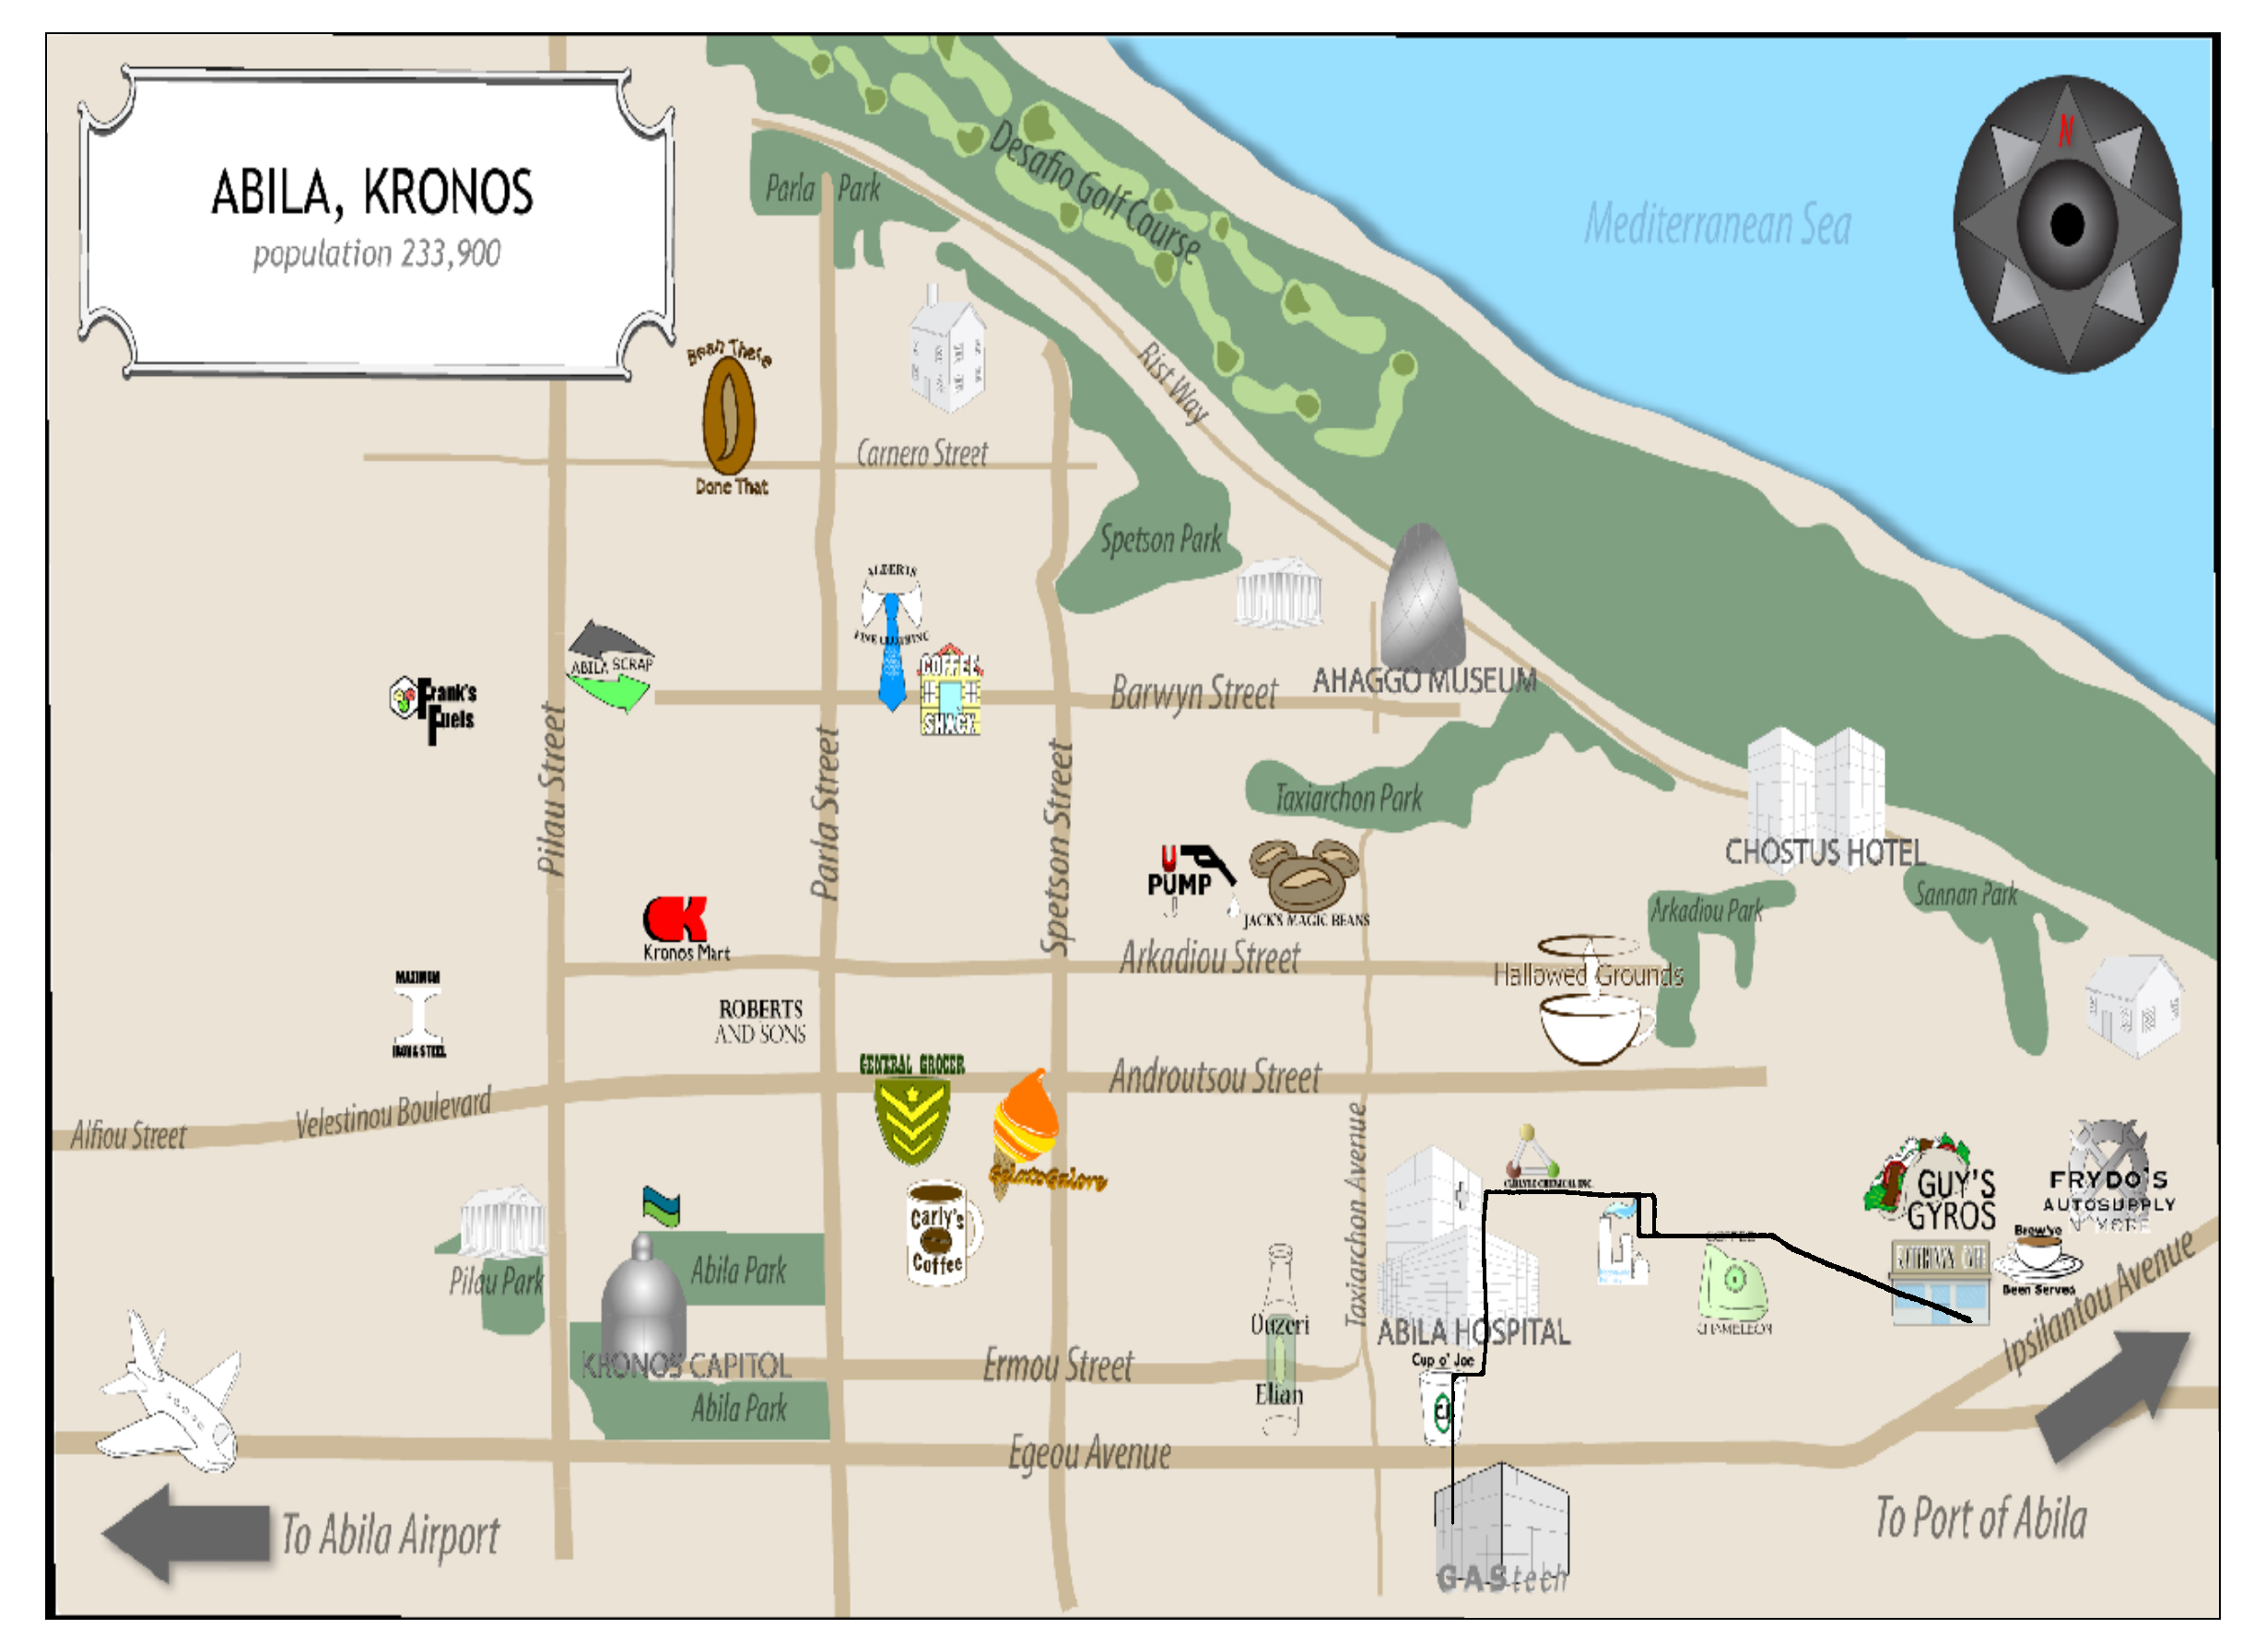 ABILA, KRONOS
population 233,900
N
Mediterranean Sea
Desafio Golf Course
Parla Park
Rist Way
Bean There
Done That
Carnero Street
Spetson Park
ALBERTS
FINE CLOTHING
ABILA SCRAP
Frank's
Fuels
COFFEE
SHACK
Barwyn Street
AHAGGO MUSEUM
Pilau Street
Parla Street
Spetson Street
Taxiarchon Park
CHOSTUS HOTEL
U
PUMP
JACK'S MAGIC BEANS
Arkadiou Park
Sannan Park
Kronos Mart
Arkadiou Street
Hallowed Grounds
MAXIMUM
IRON & STEEL
ROBERTS
AND SONS
GENERAL GROCER
Androutsou Street
Alfiou Street
Velestinou Boulevard
Taxiarchon Avenue
GelatoGalore
Carly's
Coffee
GUY'S
GYROS
FRYDO'S
AUTOSUPPLY
N' MORE
Brew've
Been Served
COFFEE
CHAMELEON
Pilau Park
Abila Park
Ouzeri
Elian
ABILA HOSPITAL
Cup o' Joe
CJ
Ipsilantou Avenue
KRONOS CAPITOL
Ermou Street
Abila Park
Egeou Avenue
To Abila Airport
GAStech
To Port of Abila